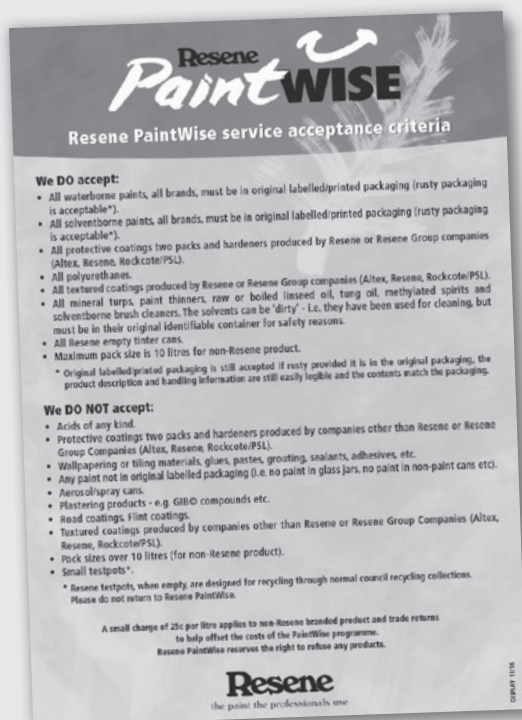 Resene
PaintWISE
Resene PaintWise service acceptance criteria
We DO accept:
• All waterborne paints, all brands, must be in original labelled/printed packaging (rusty packaging
is acceptable*).
• All solventborne paints, all brands, must be in original labelled/printed packaging (rusty packaging
is acceptable*).
• All protective coatings two packs and hardeners produced by Resene or Resene Group companies
(Altex, Resene, Rockcote/PSL).
• All polyurethanes.
• All textured coatings produced by Resene or Resene Group companies (Altex, Resene, Rockcote/PSL).
• All mineral turps, paint thinners, raw or boiled linseed oil, tung oil, methylated spirits and
solventborne brush cleaners. The solvents can be 'dirty' - i.e. they have been used for cleaning, but
must be in their original identifiable container for safety reasons.
• All Resene empty tinter cans.
• Maximum pack size is 10 litres for non-Resene product.
* Original labelled/printed packaging is still accepted if rusty provided it is in the original packaging, the
product description and handling information are still easily legible and the contents match the packaging.
We DO NOT accept:
• Acids of any kind.
• Protective coatings two packs and hardeners produced by companies other than Resene or Resene
Group Companies (Altex, Resene, Rockcote/PSL).
• Wallpapering or tiling materials, glues, pastes, grouting, sealants, adhesives, etc.
• Any paint not in original labelled packaging (i.e. no paint in glass jars, no paint in non-paint cans etc).
• Aerosol/spray cans.
• Plastering products - e.g. GIB© compounds etc.
• Road coatings. Flint coatings.
• Textured coatings produced by companies other than Resene or Resene Group Companies (Altex,
Resene, Rockcote/PSL).
• Pack sizes over 10 litres (for non-Resene product).
• Small testpots*.
* Resene testpots, when empty, are designed for recycling through normal council recycling collections.
Please do not return to Resene PaintWise.
A small charge of 25c per litre applies to non-Resene branded product and trade returns
to help offset the costs of the PaintWise programme.
Resene PaintWise reserves the right to refuse any products.
Resene
the paint the professionals use
DISPLAY 11/16